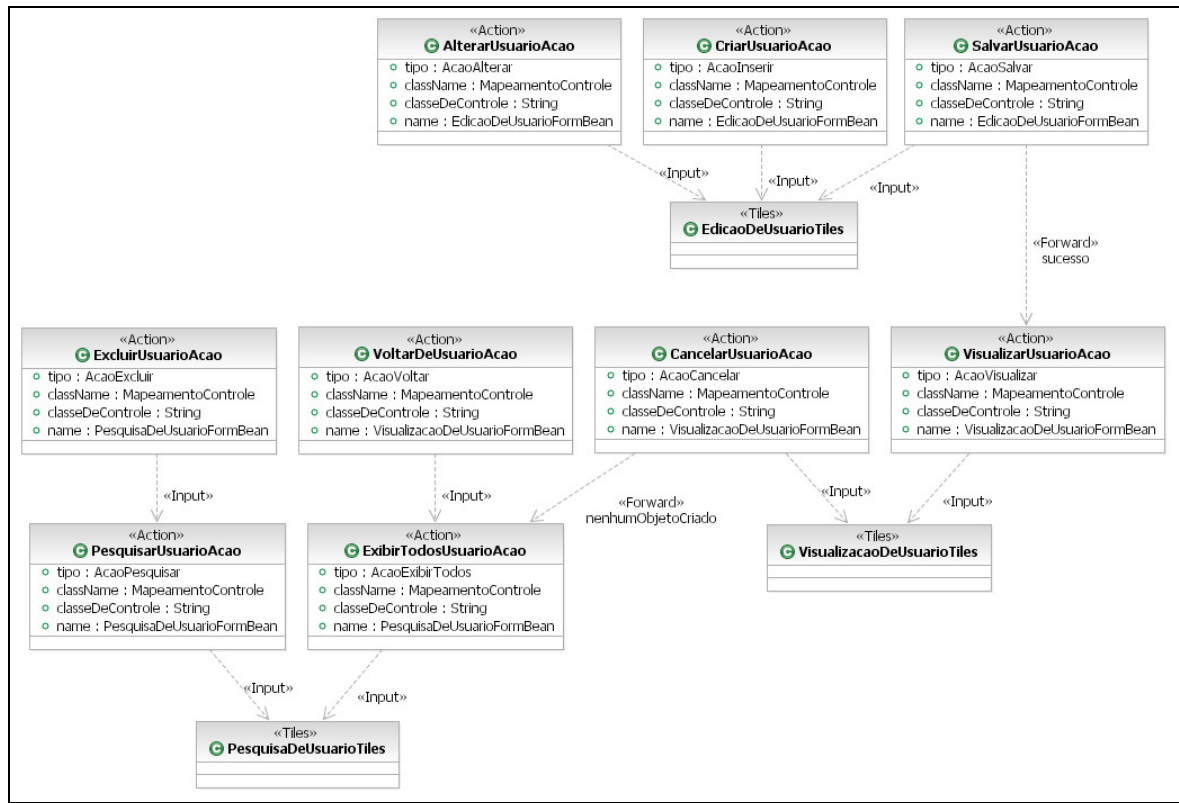 «Action»
AlterarUsuarioAcao
tipo : AcaoAlterar
className : MapeamentoControle
classeDeControle : String
name : EdicaoDeUsuarioFormBean
«Action»
CriarUsuarioAcao
tipo : AcaoInserir
className : MapeamentoControle
classeDeControle : String
name : EdicaoDeUsuarioFormBean
«Action»
SalvarUsuarioAcao
tipo : AcaoSalvar
className : MapeamentoControle
classeDeControle : String
name : EdicaoDeUsuarioFormBean
«Input»
«Input»
«Input»
«Tiles»
EdicaoDeUsuarioTiles
«Forward»
sucesso
«Action»
ExcluirUsuarioAcao
tipo : AcaoExcluir
className : MapeamentoControle
classeDeControle : String
name : PesquisaDeUsuarioFormBean
«Action»
VoltarDeUsuarioAcao
tipo : AcaoVoltar
className : MapeamentoControle
classeDeControle : String
name : VisualizacaoDeUsuarioFormBean
«Action»
CancelarUsuarioAcao
tipo : AcaoCancelar
className : MapeamentoControle
classeDeControle : String
name : VisualizacaoDeUsuarioFormBean
«Action»
VisualizarUsuarioAcao
tipo : AcaoVisualizar
className : MapeamentoControle
classeDeControle : String
name : VisualizacaoDeUsuarioFormBean
«Input»
«Input»
«Forward»
nenhumObjetoCriado
«Input»
«Input»
«Action»
PesquisarUsuarioAcao
tipo : AcaoPesquisar
className : MapeamentoControle
classeDeControle : String
name : PesquisaDeUsuarioFormBean
«Action»
ExibirTodosUsuarioAcao
tipo : AcaoExibirTodos
className : MapeamentoControle
classeDeControle : String
name : PesquisaDeUsuarioFormBean
«Tiles»
VisualizacaoDeUsuarioTiles
«Input»
«Input»
«Tiles»
PesquisaDeUsuarioTiles